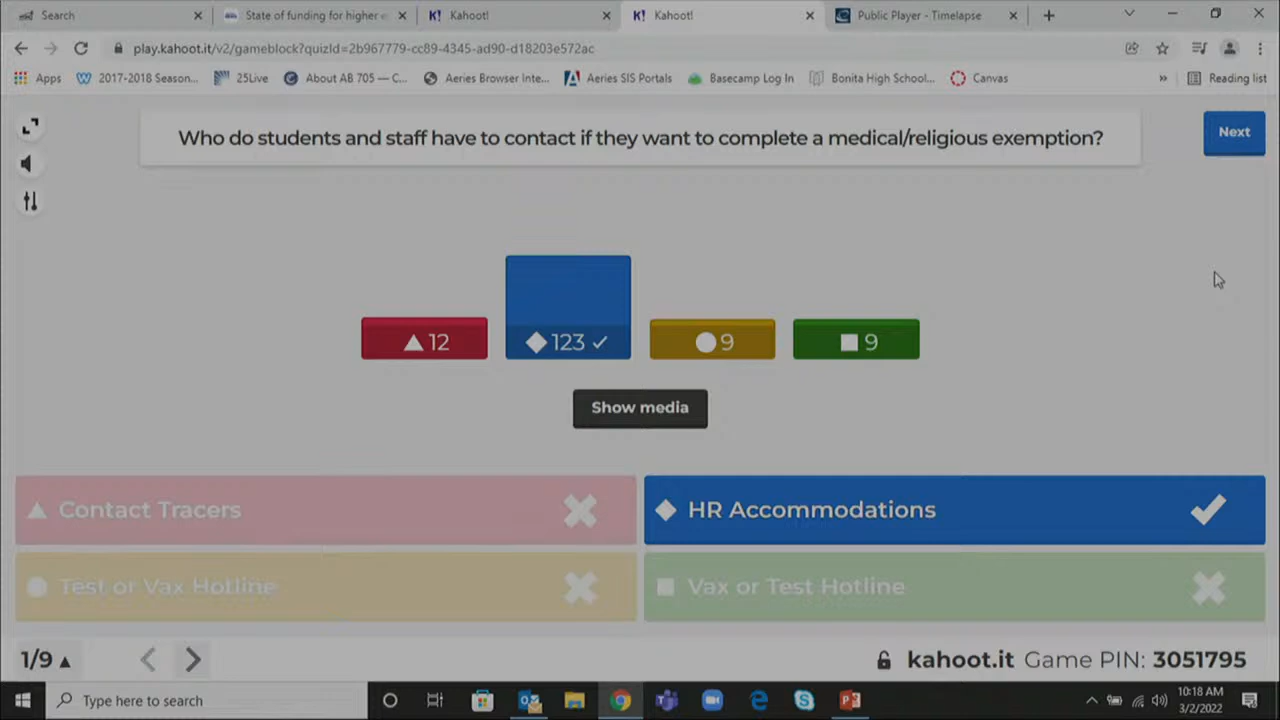 Search
State of funding for higher e
Kahoot!
Kahoot!
Public Player - Timelapse
play.kahoot.it/v2/gameblock?quizId=2b967779-cc89-4345-ad90-d18203e572ac
Apps
2017-2018 Season...
25Live
About AB 705 — C...
Aeries Browser Inte...
Aeries SIS Portals
Basecamp Log In
Bonita High School...
Canvas
Reading list
Who do students and staff have to contact if they want to complete a medical/religious exemption?
Next
12
123
9
9
Show media
Contact Tracers
HR Accommodations
Test or Vax Hotline
Vax or Test Hotline
1/9
kahoot.it Game PIN: 3051795
Type here to search
10:18 AM
3/2/2022